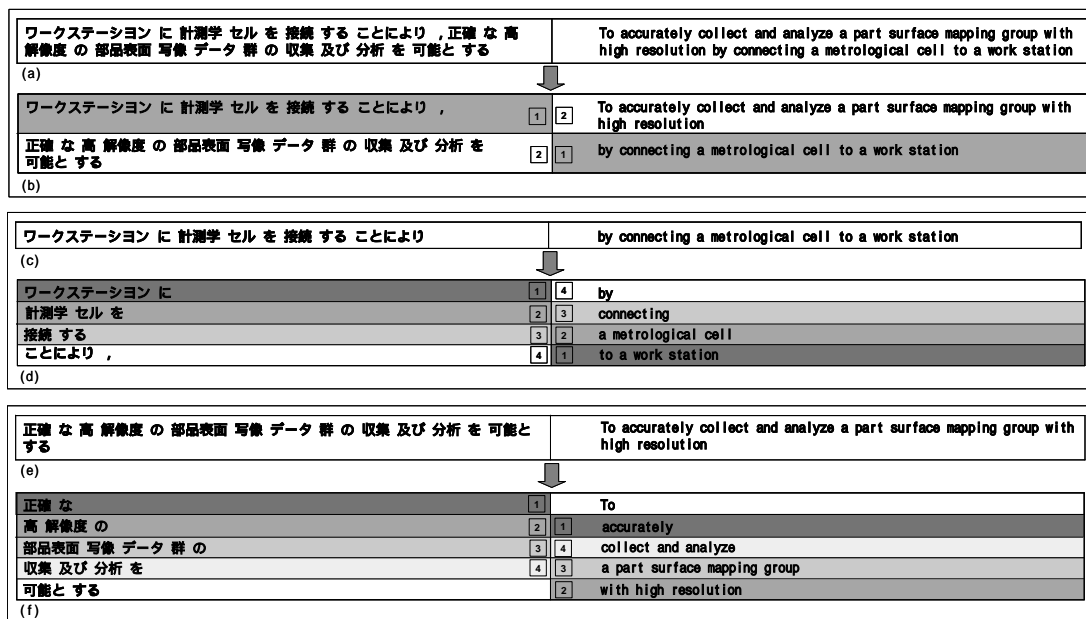 ワークステーシヨン に 計測学 セル を 接続 する ことにより ,正確 な 高
解像度 の 部品表面 写像 データ 群 の 収集 及び 分析 を 可能と する
To accurately collect and analyze a part surface mapping group with
high resolution by connecting a metrological cell to a work station
(a)
ワークステーシヨン に 計測学 セル を 接続 する ことにより ,
1
2
To accurately collect and analyze a part surface mapping group with
high resolution
正確 な 高 解像度 の 部品表面 写像 データ 群 の 収集 及び 分析 を
可能と する
2
1
by connecting a metrological cell to a work station
(b)
ワークステーシヨン に 計測学 セル を 接続 する ことにより
by connecting a metrological cell to a work station
(c)
ワークステーシヨン に
1
4
by
計測学 セル を
2
3
connecting
接続 する
3
2
a metrological cell
ことにより ,
4
1
to a work station
(d)
正確 な 高 解像度 の 部品表面 写像 データ 群 の 収集 及び 分析 を 可能と
する
To accurately collect and analyze a part surface mapping group with
high resolution
(e)
正確 な
1
To
高 解像度 の
2
1
accurately
部品表面 写像 データ 群 の
3
4
collect and analyze
収集 及び 分析 を
4
3
a part surface mapping group
可能と する
2
with high resolution
(f)